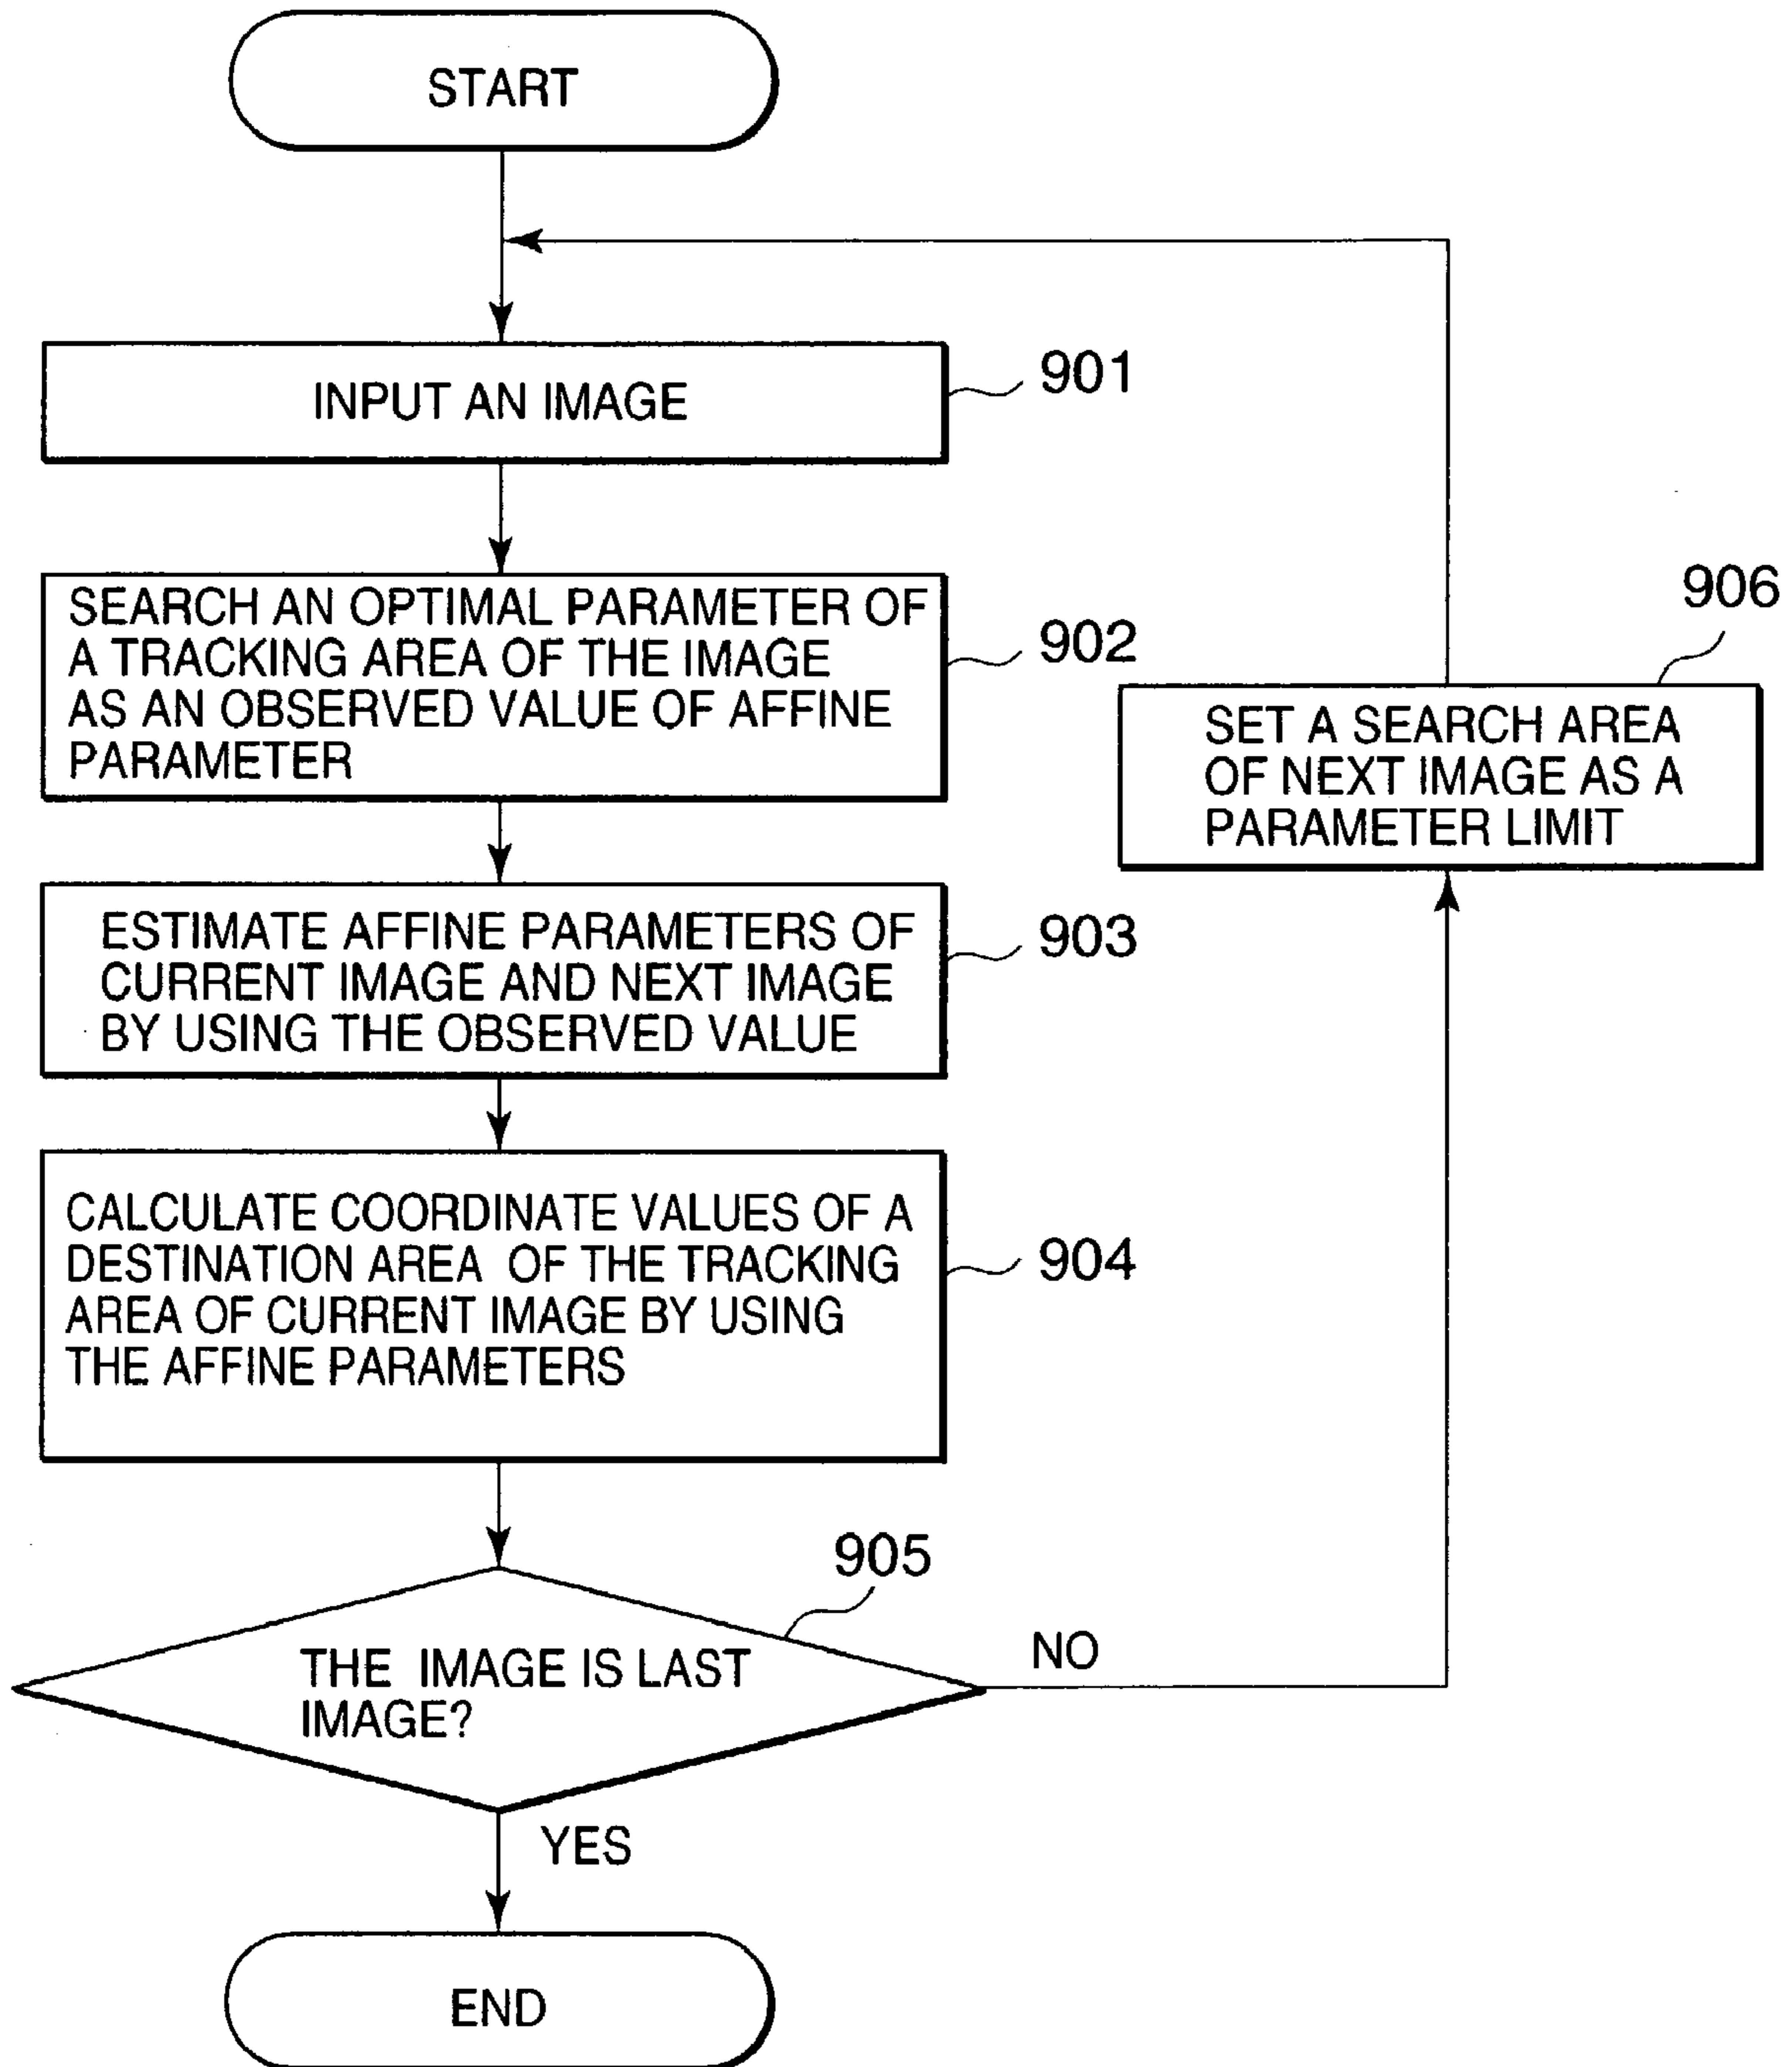 START
INPUT AN IMAGE
901
SEARCH AN OPTIMAL PARAMETER OF
A TRACKING AREA OF THE IMAGE
AS AN OBSERVED VALUE OF AFFINE
PARAMETER
902
906
SET A SEARCH AREA
OF NEXT IMAGE AS A
PARAMETER LIMIT
ESTIMATE AFFINE PARAMETERS OF
CURRENT IMAGE AND NEXT IMAGE
BY USING THE OBSERVED VALUE
903
CALCULATE COORDINATE VALUES OF A
DESTINATION AREA OF THE TRACKING
AREA OF CURRENT IMAGE BY USING
THE AFFINE PARAMETERS
904
905
THE IMAGE IS LAST
IMAGE?
NO
YES
END